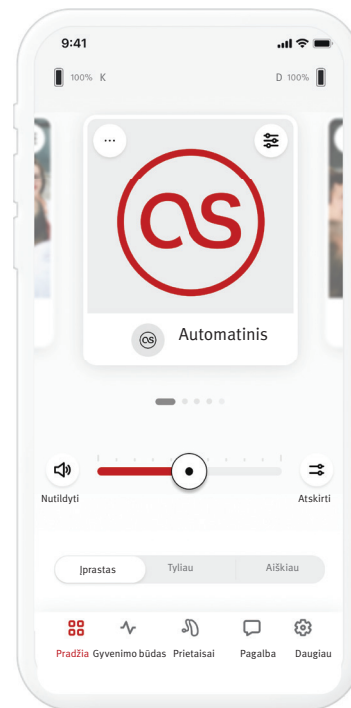 9:41
100% K
D 100%
...
Automatinis
Nutildyti
Atskirti
Įprastas Tyliau Aiškiau
Pradžia Gyvenimo būdas Prietaisai Pagalba Daugiau